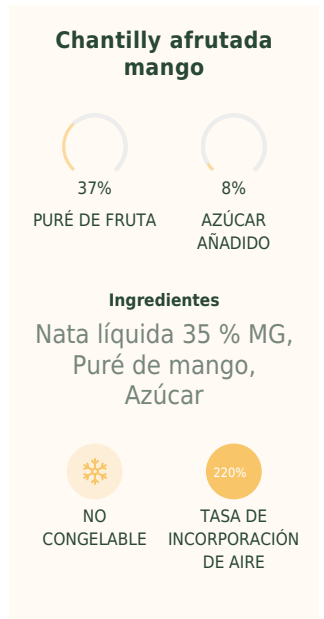 Chantilly afrutada
mango
37%
PURÉ DE FRUTA
8%
AZÚCAR
AÑADIDO
Ingredientes
Nata líquida 35 % MG,
Puré de mango,
Azúcar
NO
CONGELABLE
220%
TASA DE
INCORPORACIÓN
DE AIRE